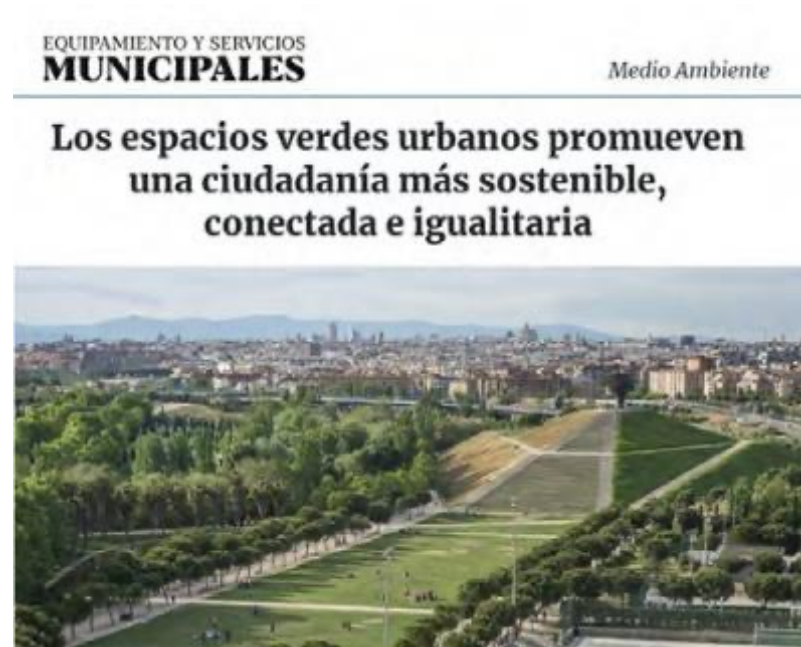 EQUIPAMIENTO Y SERVICIOS
MUNICIPALES
Medio Ambiente
Los espacios verdes urbanos promueven
una ciudadanía más sostenible,
conectada e igualitaria